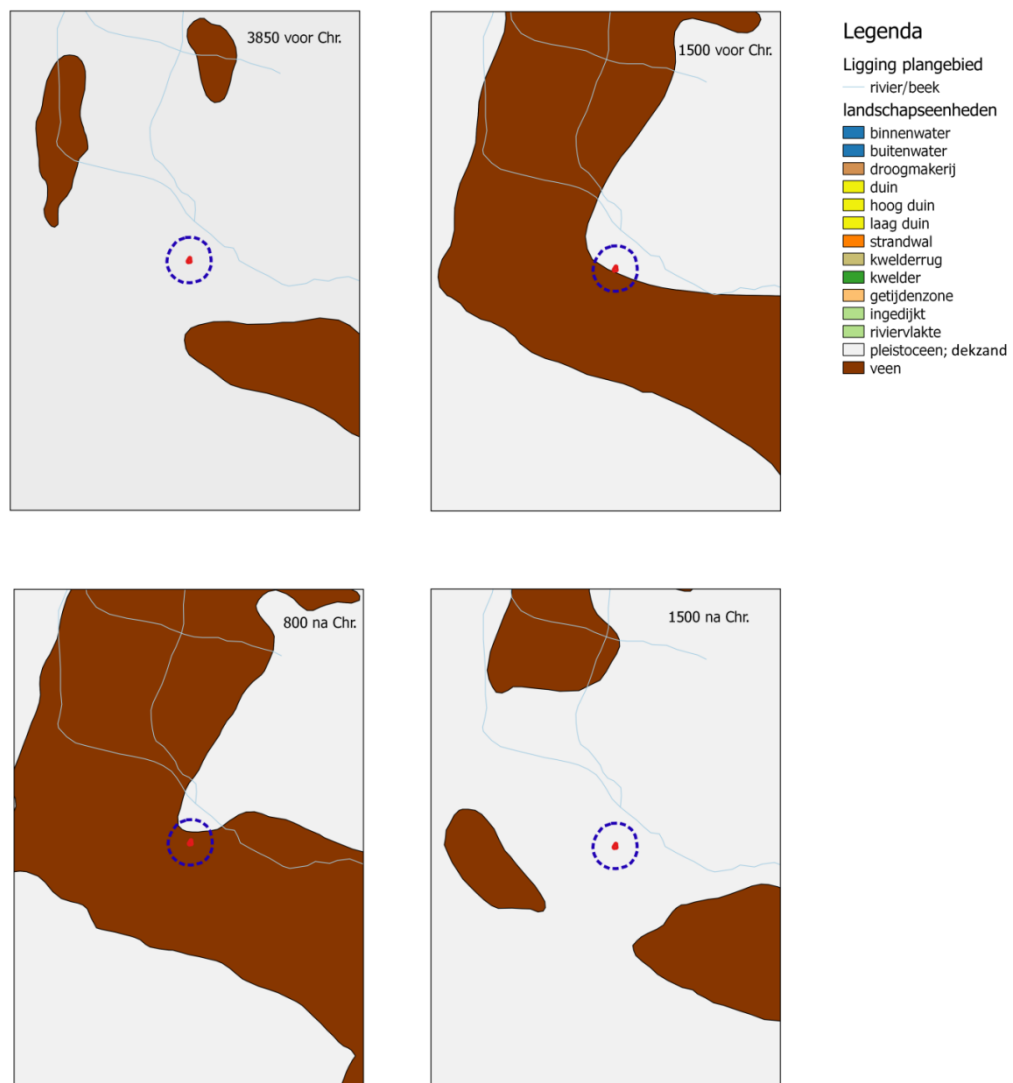 3850 voor Chr.
1500 voor Chr.
Legenda
Ligging plangebied
rivier/beek
landschapseenheden
binnenwater
buitenwater
droogmakerij
duin
hoog duin
laag duin
strandwal
kwelderrug
kwelder
getijdenzone
ingedijkt
riviervlakte
pleistoceen; dekzand
veen
800 na Chr.
1500 na Chr.